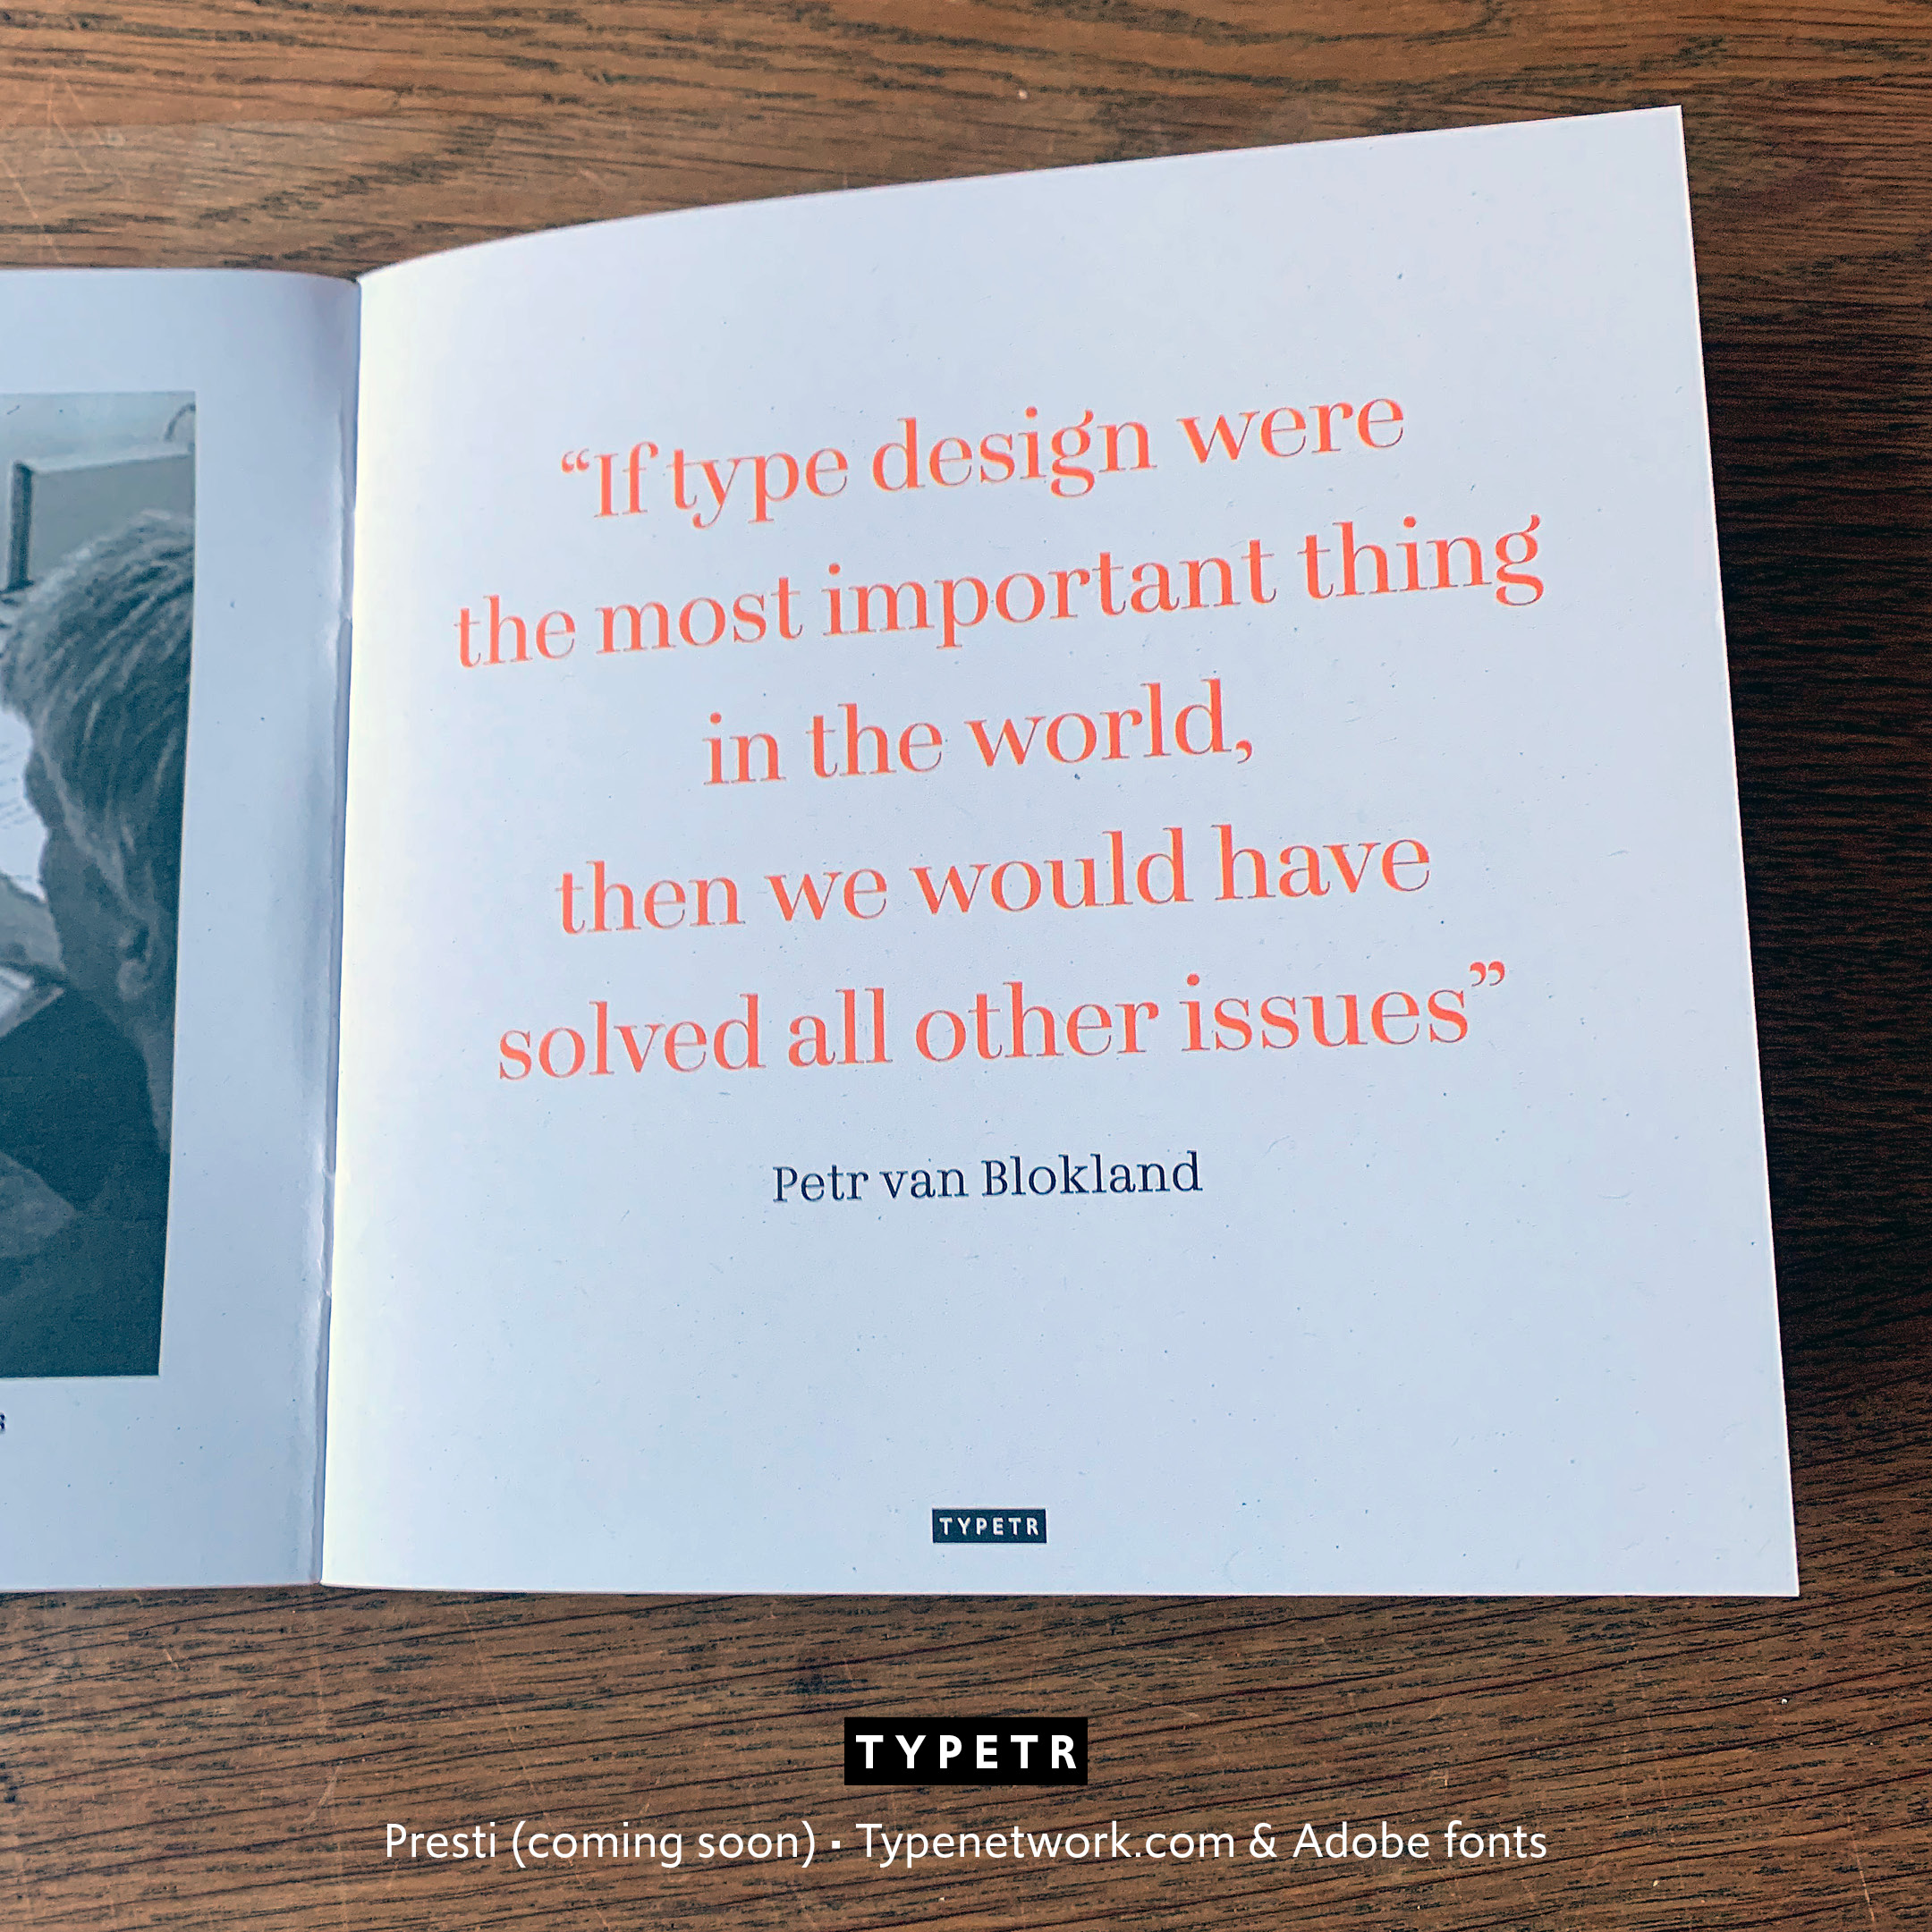 “If type design were
the most important thing
in the world,
then we would have
solved all other issues”
Petr van Blokland
TYPETR
TYPETR
Presti (coming soon) ▪ Typenetwork.com & Adobe fonts